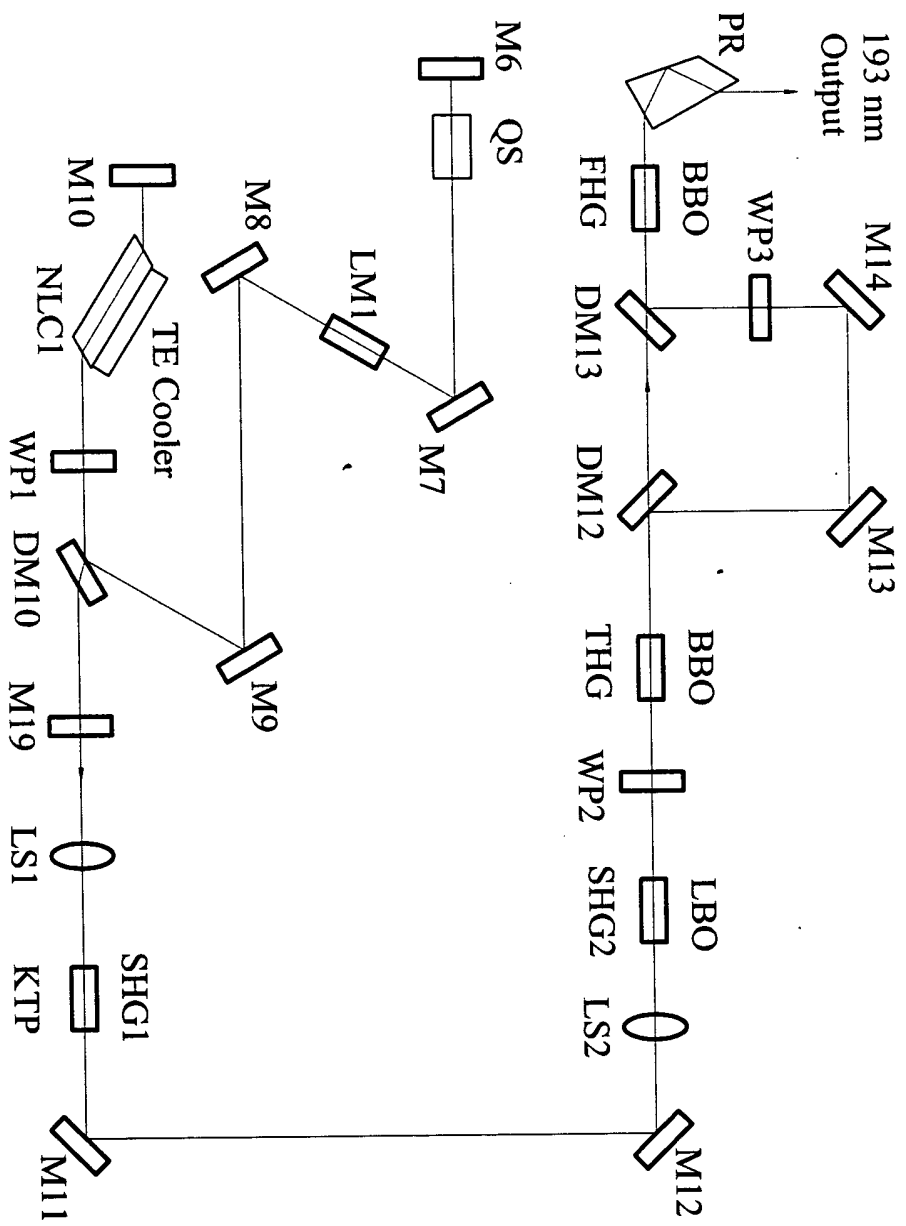 193 nm
Output
PR
BBO
FHG
WP3
M14
DM13
DM12
M13
BBO
THG
WP2
LBO
SHG2
LS2
M12
M6
QS
M8
LM1
M7
M10
NLC1
TE Cooler
WP1
DM10
M9
M19
LS1
SHG1
KTP
M11